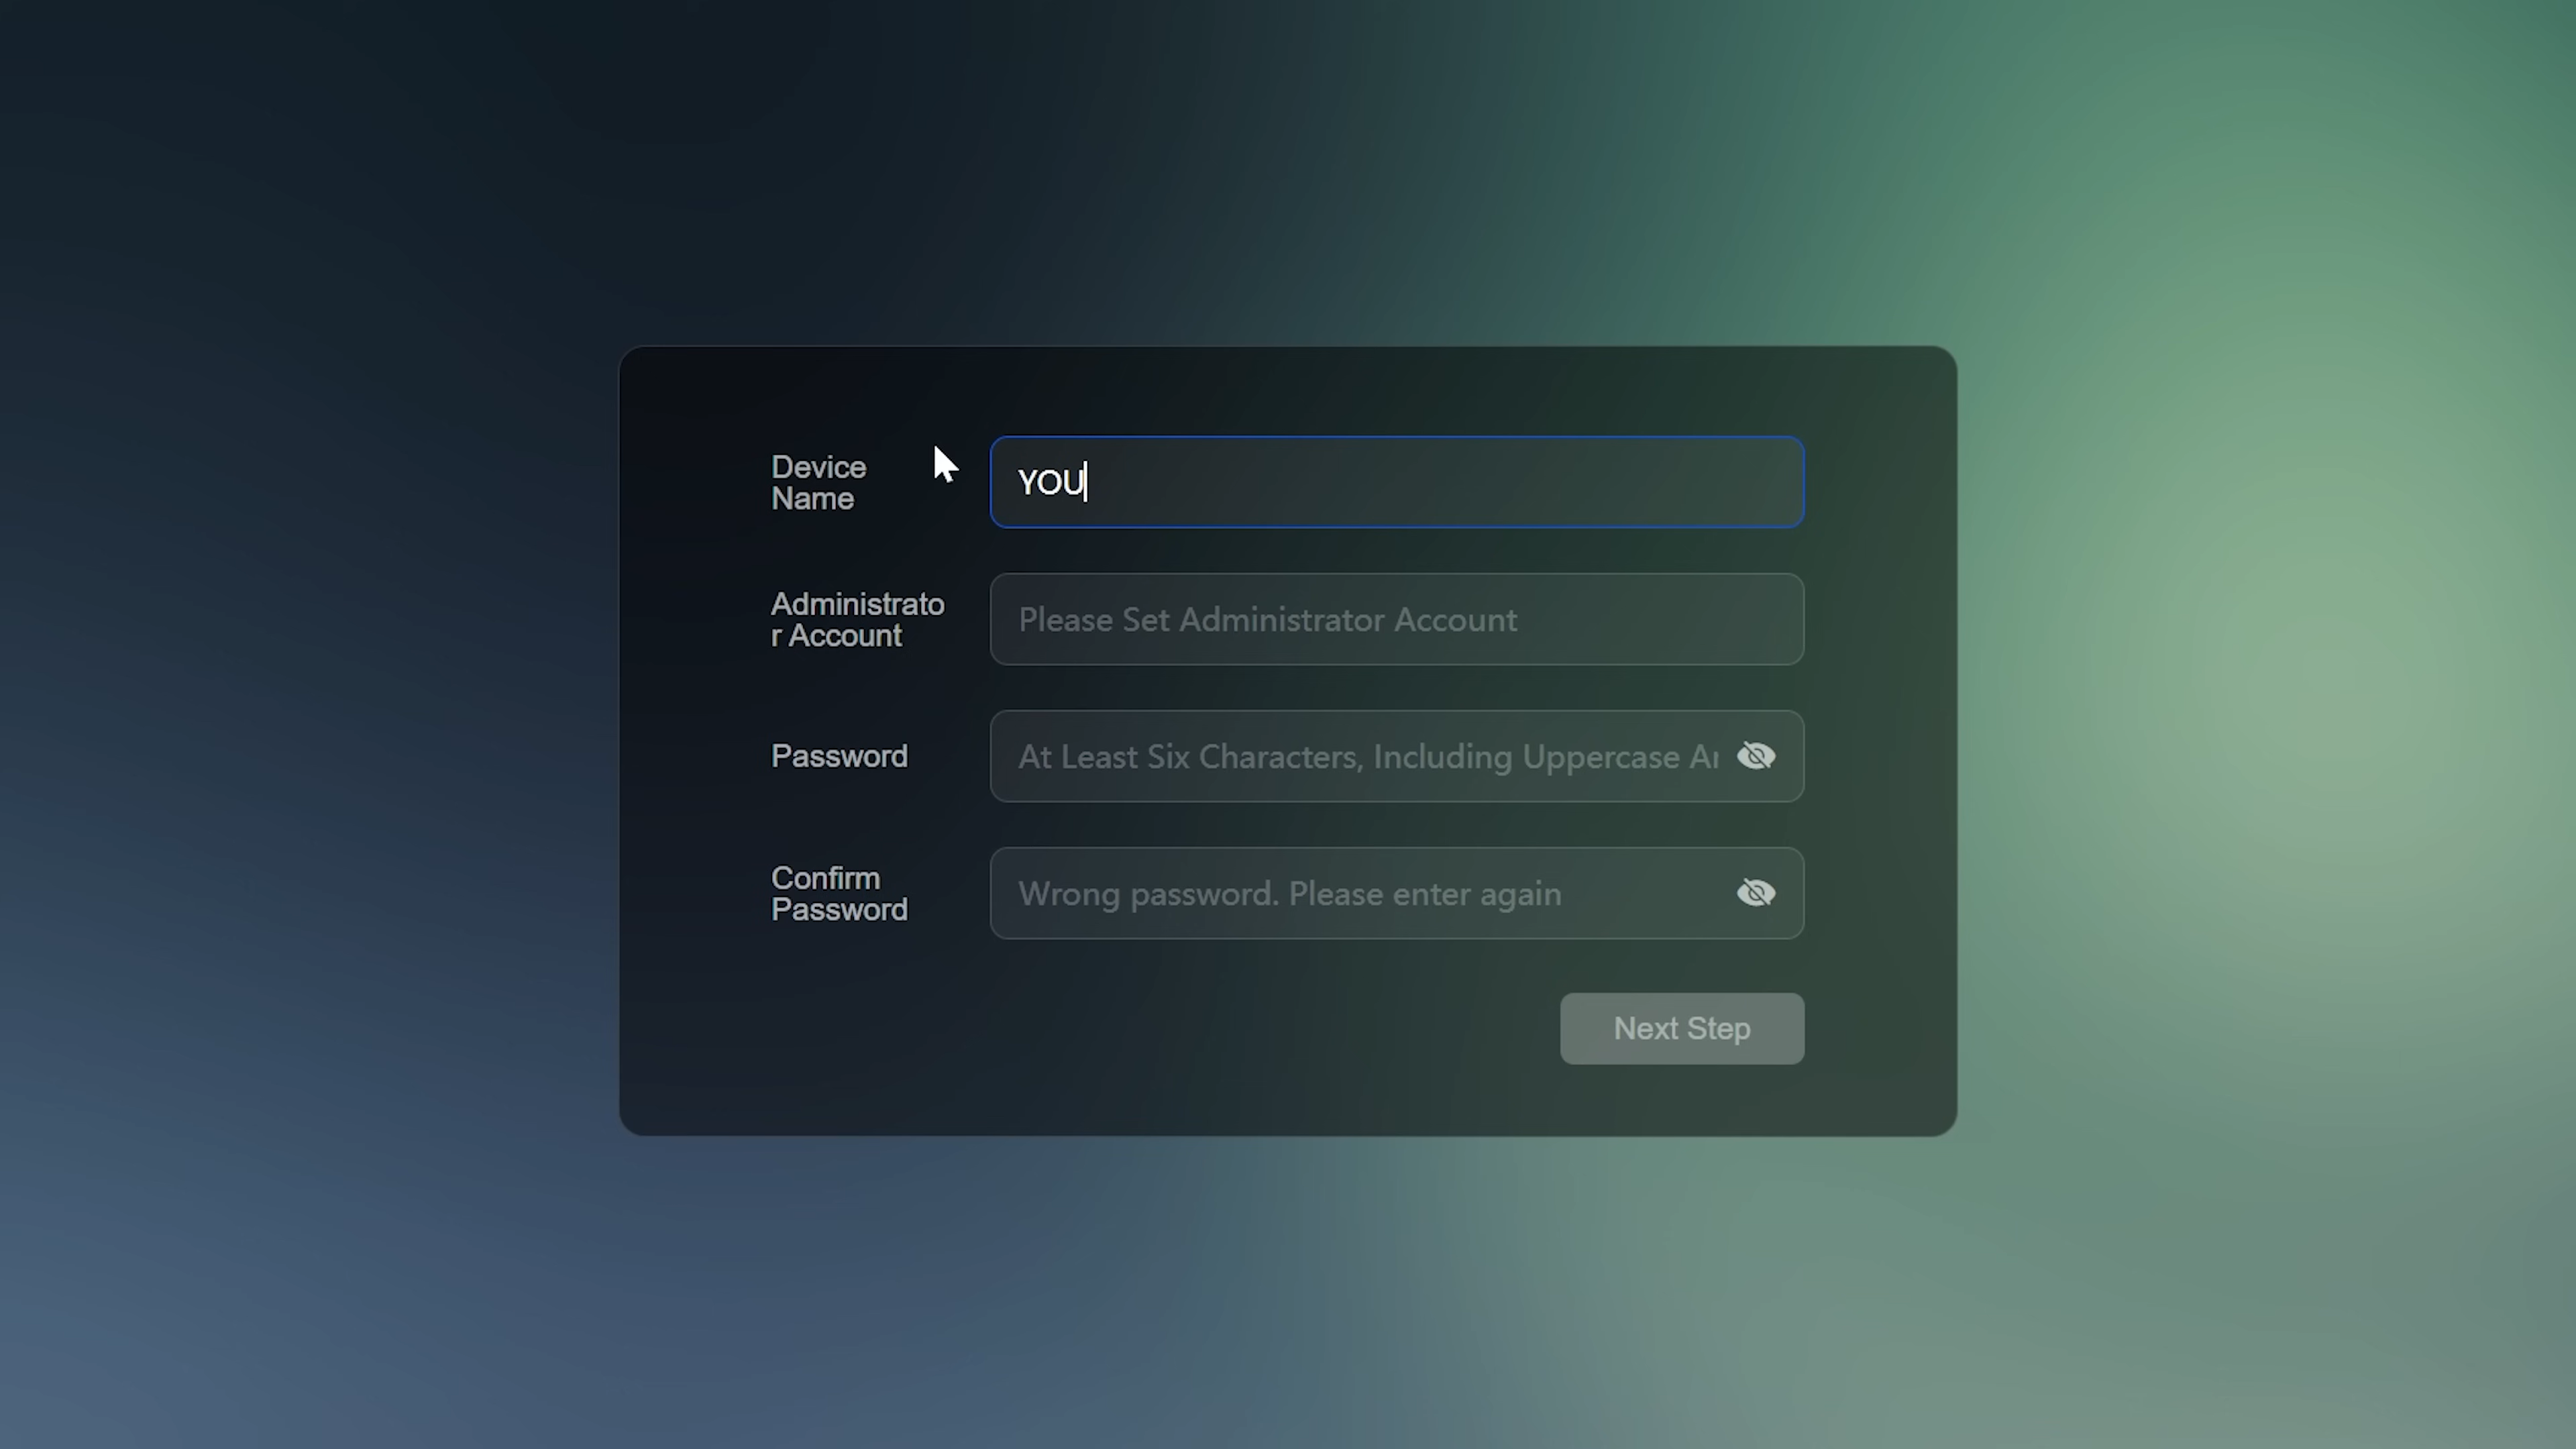 Device
Name
YOU
Administrato
r Account
Please Set Administrator Account
Password
At Least Six Characters, Including Uppercase
Confirm
Password
Wrong password. Please enter again
Next Step